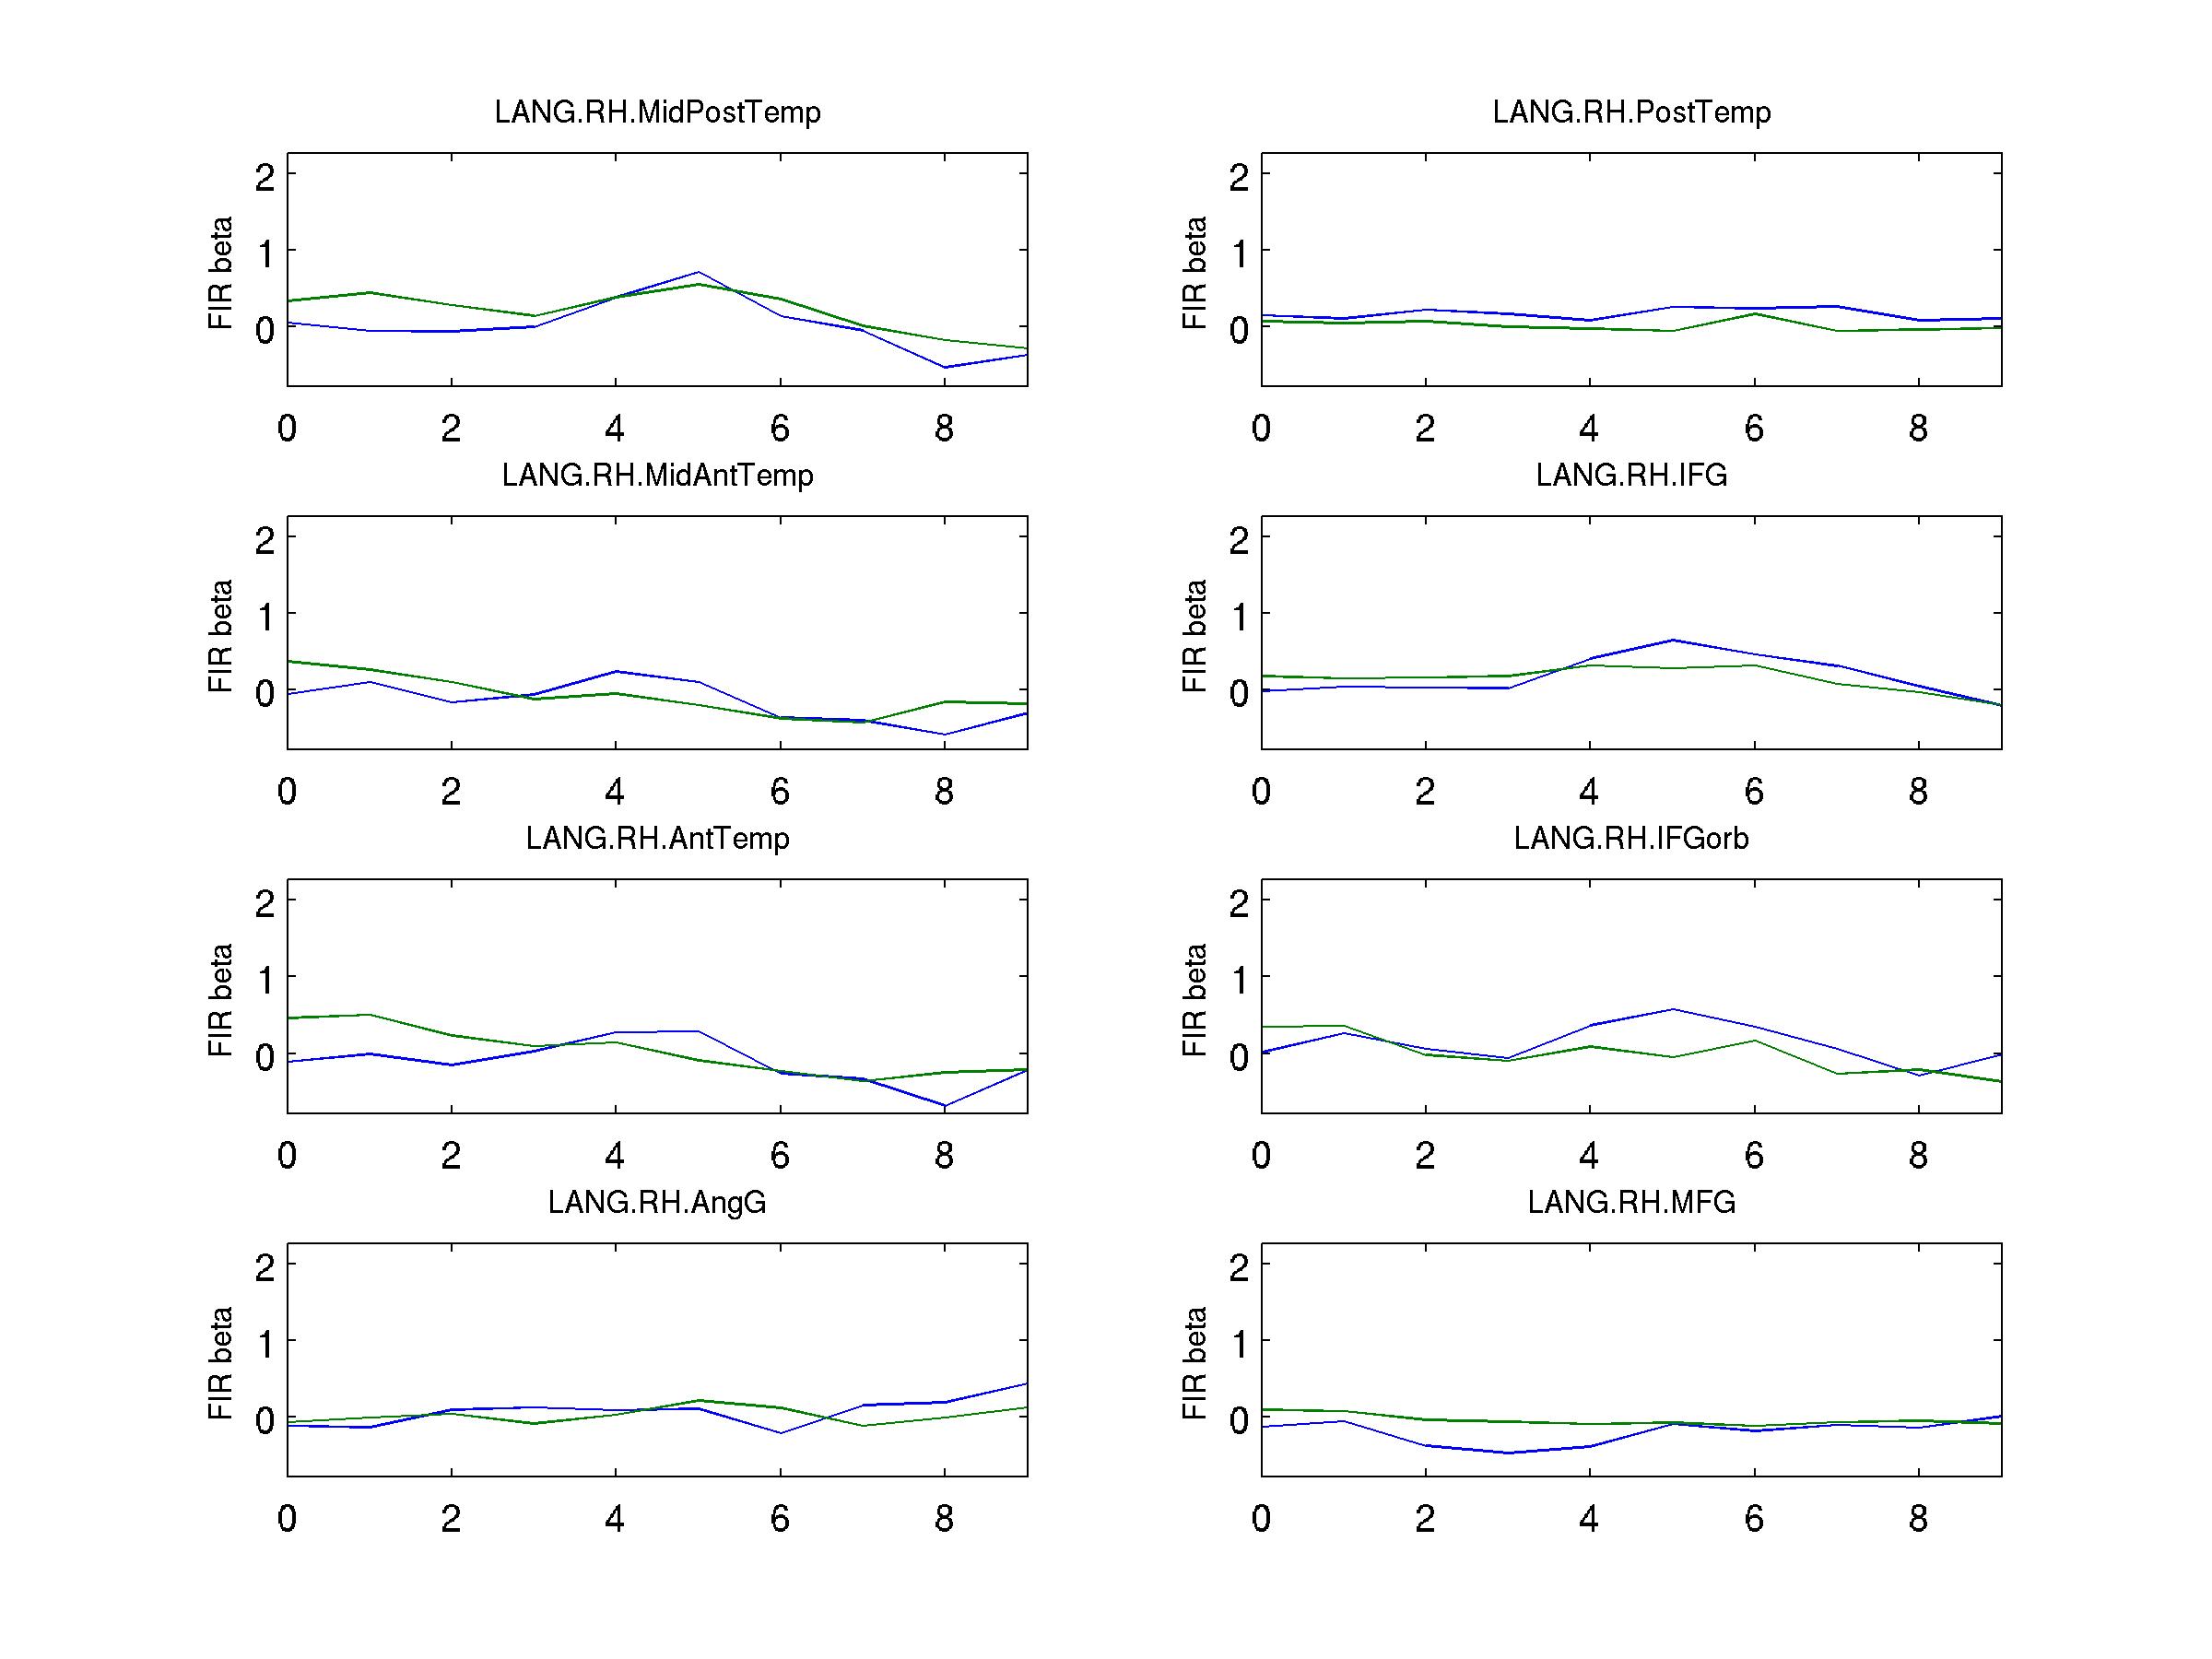 LANG.RH.MidPostTemp
FIR beta
2
1
0
0 2 4 6 8
LANG.RH.PostTemp
FIR beta
2
1
0
0 2 4 6 8
LANG.RH.MidAntTemp
FIR beta
2
1
0
0 2 4 6 8
LANG.RH.IFG
FIR beta
2
1
0
0 2 4 6 8
LANG.RH.AntTemp
FIR beta
2
1
0
0 2 4 6 8
LANG.RH.IFGorb
FIR beta
2
1
0
0 2 4 6 8
LANG.RH.AngG
FIR beta
2
1
0
0 2 4 6 8
LANG.RH.MFG
FIR beta
2
1
0
0 2 4 6 8